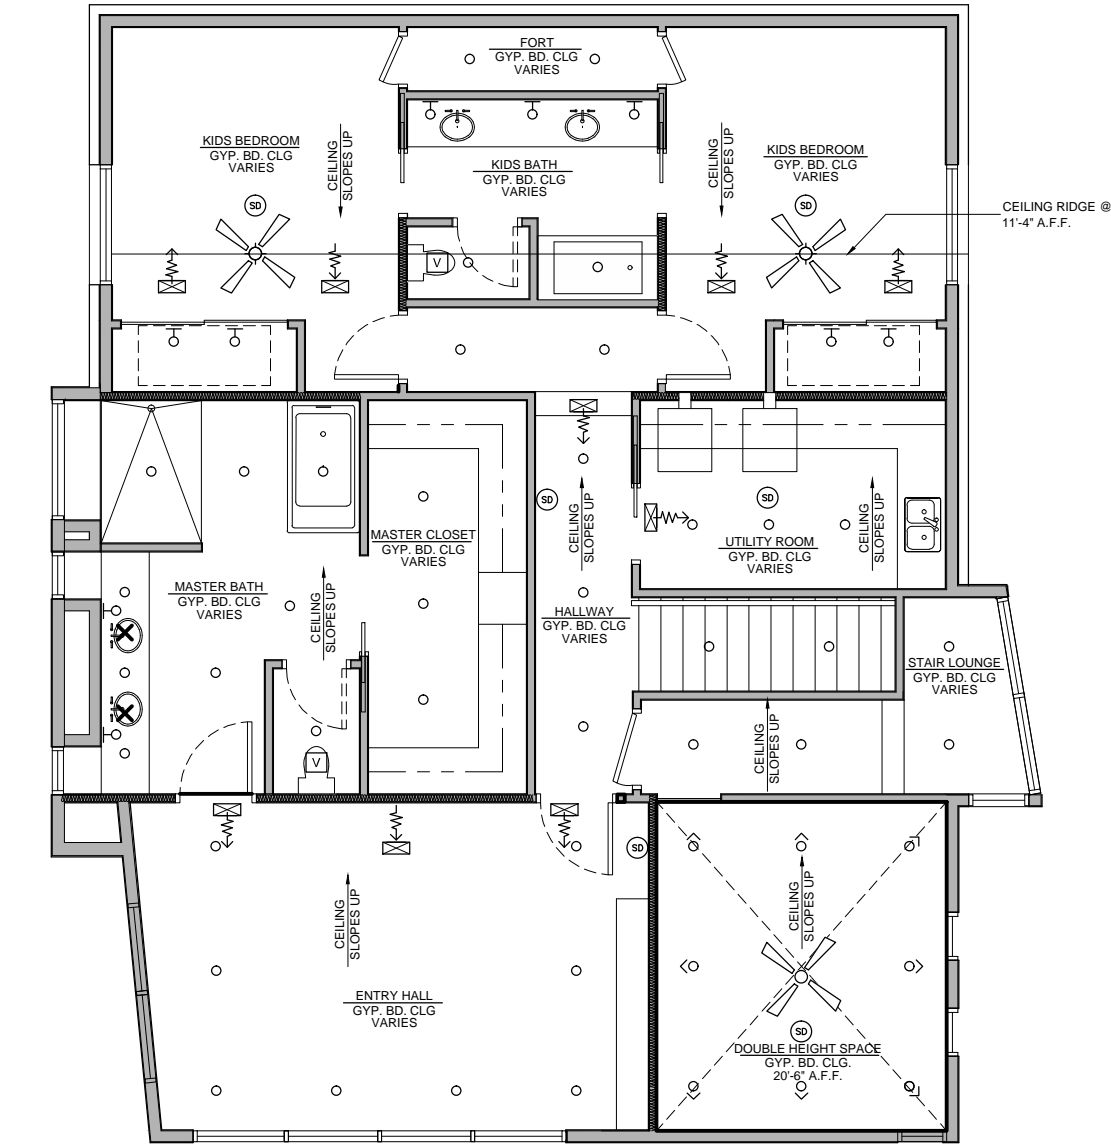 FORT
GYP. BD. CLG
VARIES
KIDS BEDROOM
GYP. BD. CLG
VARIES
CEILING
SLOPES UP
KIDS BATH
GYP. BD. CLG
VARIES
CEILING
SLOPES UP
KIDS BEDROOM
GYP. BD. CLG
VARIES
SD
SD
CEILING RIDGE @
11'-4" A.F.F.
V
SD
CEILING
SLOPES UP
SD
CEILING
SLOPES UP
MASTER CLOSET
GYP. BD. CLG
VARIES
UTILITY ROOM
GYP. BD. CLG
VARIES
MASTER BATH
GYP. BD. CLG
VARIES
CEILING
SLOPES UP
HALLWAY
GYP. BD. CLG
VARIES
STAIR LOUNGE
GYP. BD. CLG
VARIES
CEILING
SLOPES UP
V
SD
CEILING
SLOPES UP
CEILING
SLOPES UP
ENTRY HALL
GYP. BD. CLG
VARIES
SD
DOUBLE HEIGHT SPACE
GYP. BD. CLG.
20'-6" A.F.F.